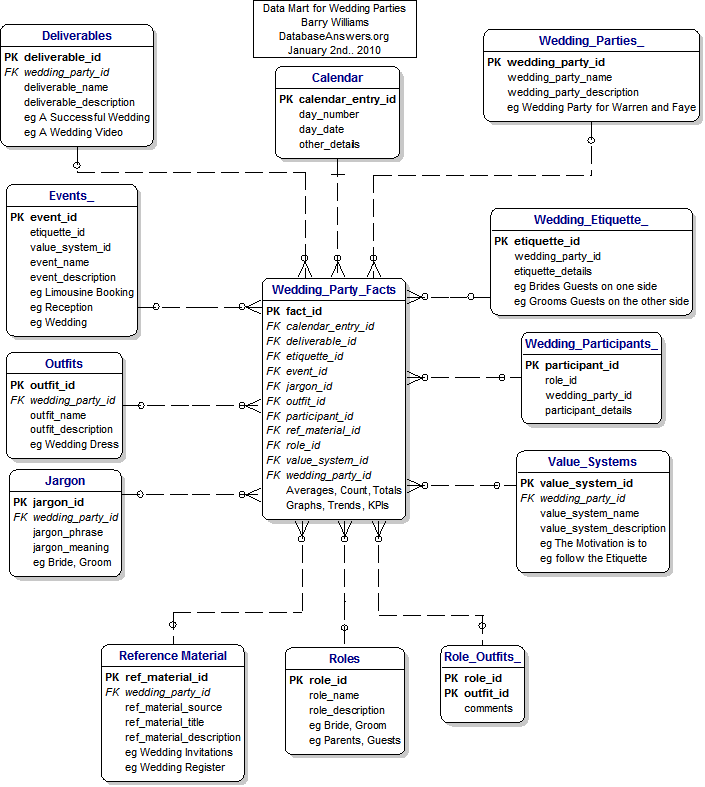 Data Mart for Wedding Parties
Barry Williams
DatabaseAnswers.org
January 2nd.. 2010
Deliverables
PK deliverable_id
FK wedding_party_id
deliverable_name
deliverable_description
eg A Successful Wedding
eg A Wedding Video
Calendar
PK calendar_entry_id
day_number
day_date
other_details
Wedding_Parties_
PK wedding_party_id
wedding_party_name
wedding_party_description
eg Wedding Party for Warren and Faye
Events_
PK event_id
etiquette_id
value_system_id
event_name
event_description
eg Limousine Booking
eg Reception
eg Wedding
Wedding_Party_Facts
PK fact_id
FK calendar_entry_id
FK deliverable_id
FK etiquette_id
FK event_id
FK jargon_id
FK outfit_id
FK participant_id
FK ref_material_id
FK role_id
FK value_system_id
FK wedding_party_id
Averages, Count, Totals
Graphs, Trends, KPIs
Wedding_Etiquette_
PK etiquette_id
wedding_party_id
etiquette_details
eg Brides Guests on one side
eg Grooms Guests on the other side
Outfits
PK outfit_id
FK wedding_party_id
outfit_name
outfit_description
eg Wedding Dress
Wedding_Participants_
PK participant_id
role_id
wedding_party_id
participant_details
Jargon
PK jargon_id
FK wedding_party_id
jargon_phrase
jargon_meaning
eg Bride, Groom
Value_Systems
PK value_system_id
FK wedding_party_id
value_system_name
value_system_description
eg The Motivation is to
eg follow the Etiquette
Reference Material
PK ref_material_id
FK wedding_party_id
ref_material_source
ref_material_title
ref_material_description
eg Wedding Invitations
eg Wedding Register
Roles
PK role_id
role_name
role_description
eg Bride, Groom
eg Parents, Guests
Role_Outfits_
PK role_id
PK outfit_id
comments